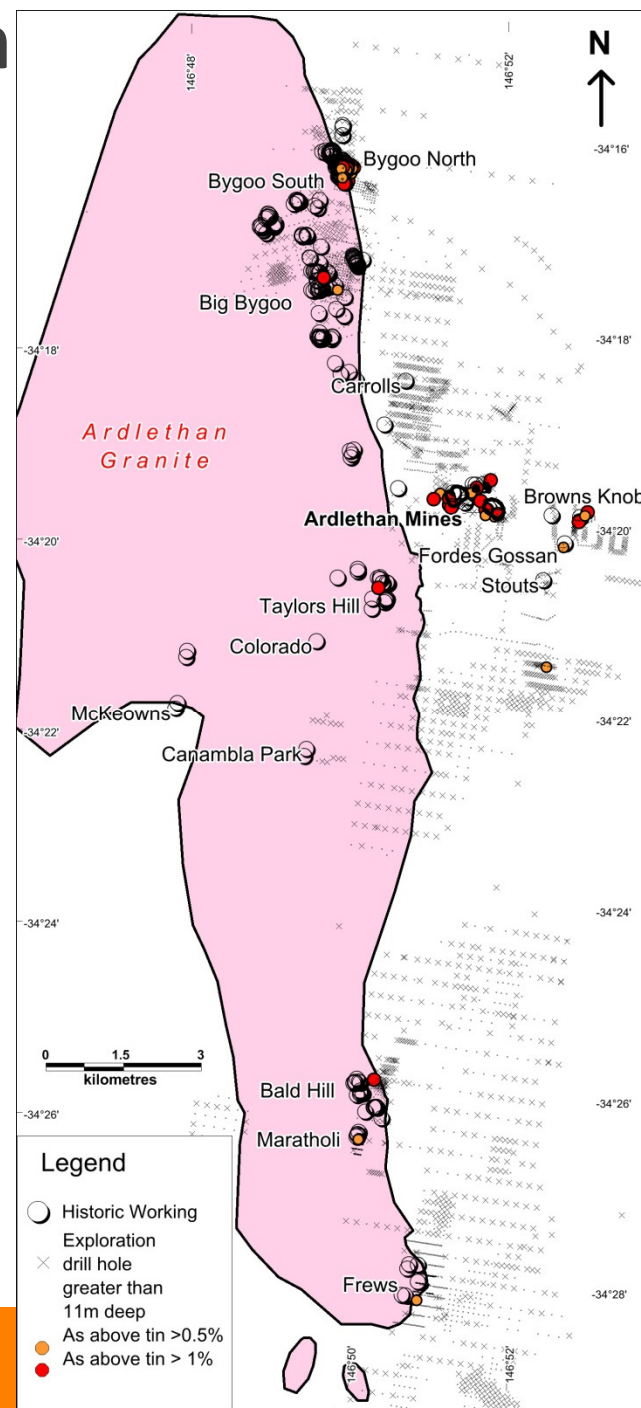 n
146°48'
146°52'
N
-34°16'
Bygoo North
Bygoo South
Big Bygoo
-34°18'
-34°18'
Carrolls
Ardlethan
Granite
Browns Knob
Ardlethan Mines
-34°20'
-34°20'
Fordes Gossan
Stouts
Taylors Hill
Colorado
McKeowns
-34°22'
-34°22'
Canambla Park
-34°24'
-34°24'
0 1.5 3
kilometres
Bald Hill
-34°26'
-34°26'
Maratholi
Legend
Historic Working
Exploration
drill hole
greater than
11m deep
As above tin >0.5%
As above tin > 1%
Frews
-34°28'
146°50'
146°52'